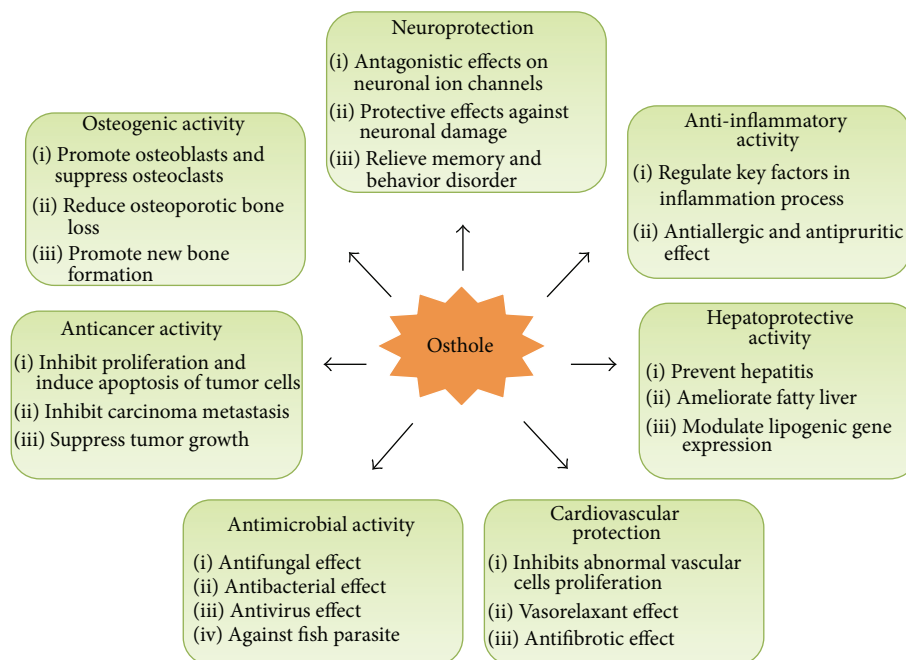 Neuroprotection
(i) Antagonistic effects on
neuronal ion channels
(ii) Protective effects against
neuronal damage
(iii) Relieve memory and
behavior disorder
Osteogenic activity
(i) Promote osteoblasts and
suppress osteoclasts
(ii) Reduce osteoporotic bone
loss
(iii) Promote new bone
formation
Anti-inflammatory
activity
(i) Regulate key factors in
inflammation process
(ii) Antiallergic and antipruritic
effect
Anticancer activity
(i) Inhibit proliferation and
induce apoptosis of tumor cells
(ii) Inhibit carcinoma metastasis
(iii) Suppress tumor growth
Osthole
Hepatoprotective
activity
(i) Prevent hepatitis
(ii) Ameliorate fatty liver
(iii) Modulate lipogenic gene
expression
Antimicrobial activity
(i) Antifungal effect
(ii) Antibacterial effect
(iii) Antivirus effect
(iv) Against fish parasite
Cardiovascular
protection
(i) Inhibits abnormal vascular
cells proliferation
(ii) Vasorelaxant effect
(iii) Antifibrotic effect